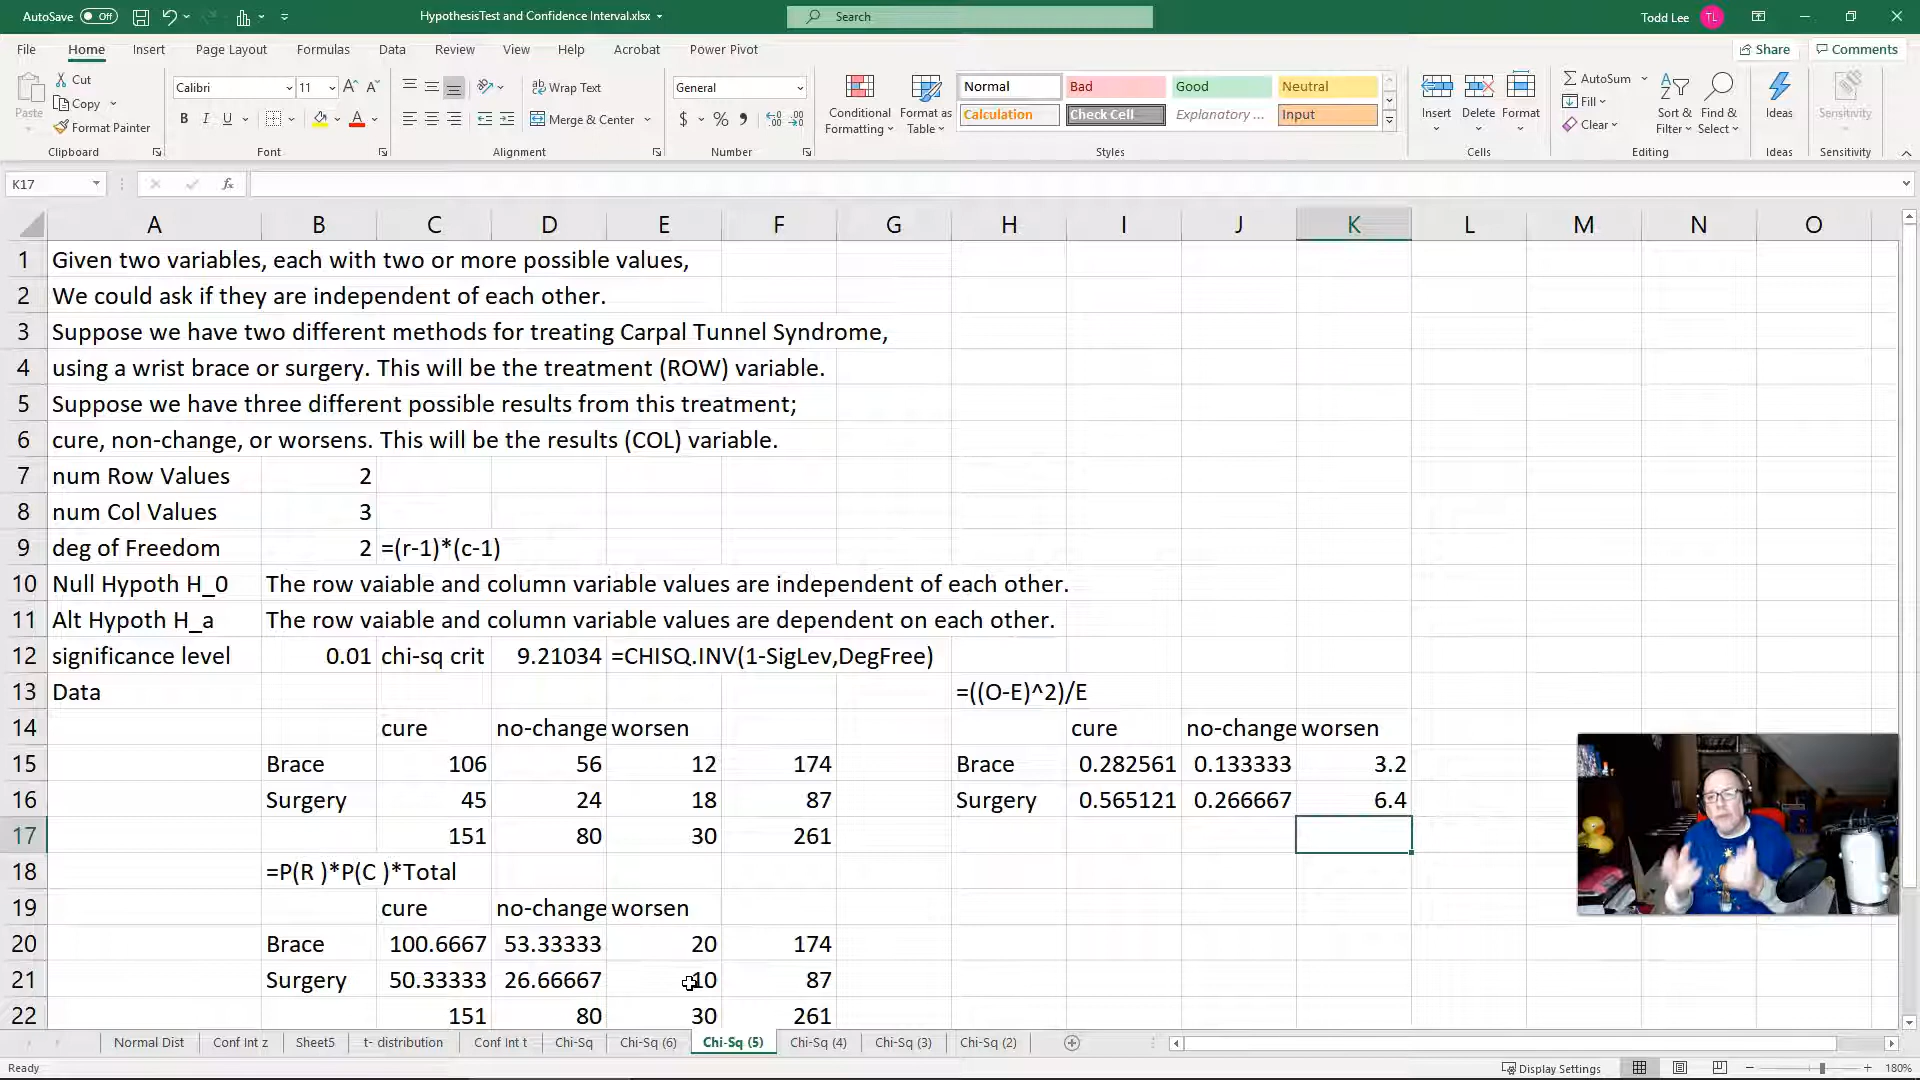 AutoSave Off HypothesisTest and Confidence Interval.xlsx Search Todd Lee TL
File Home Insert Page Layout Formulas Data Review View Help Acrobat Power Pivot Share Comments
Paste Cut Copy Format Painter Clipboard
Calibri 11 B I U A Font
Wrap Text Merge & Center Alignment
General $ % Number
Conditional Formatting Format as Table
Normal Bad Good Neutral
Calculation Check Cell Explanatory ... Input
Styles
Insert Delete Format Cells
AutoSum Fill Clear Sort & Filter Find & Select Editing
Ideas Ideas
Sensitivity Sensitivity
K17 fx
A B C D E F G H I J K L M N O
1 Given two variables, each with two or more possible values,
2 We could ask if they are independent of each other.
3 Suppose we have two different methods for treating Carpal Tunnel Syndrome,
4 using a wrist brace or surgery. This will be the treatment (ROW) variable.
5 Suppose we have three different possible results from this treatment;
6 cure, non-change, or worsens. This will be the results (COL) variable.
7 num Row Values 2
8 num Col Values 3
9 deg of Freedom 2 =(r-1)*(c-1)
10 Null Hypoth H_0 The row vaiable and column variable values are independent of each other.
11 Alt Hypoth H_a The row vaiable and column variable values are dependent on each other.
12 significance level 0.01 chi-sq crit 9.21034 =CHISQ.INV(1-SigLev,DegFree)
13 Data =((O-E)^2)/E
14 cure no-change worsen cure no-change worsen
15 Brace 106 56 12 174 Brace 0.282561 0.133333 3.2
16 Surgery 45 24 18 87 Surgery 0.565121 0.266667 6.4
17 151 80 30 261
18 =P(R )*P(C )*Total
19 cure no-change worsen
20 Brace 100.6667 53.33333 20 174
21 Surgery 50.33333 26.66667 10 87
22 151 80 30 261
Normal Dist Conf Int z Sheet5 t- distribution Conf Int t Chi-Sq Chi-Sq (6) Chi-Sq (5) Chi-Sq (4) Chi-Sq (3) Chi-Sq (2)
Ready Display Settings 180%